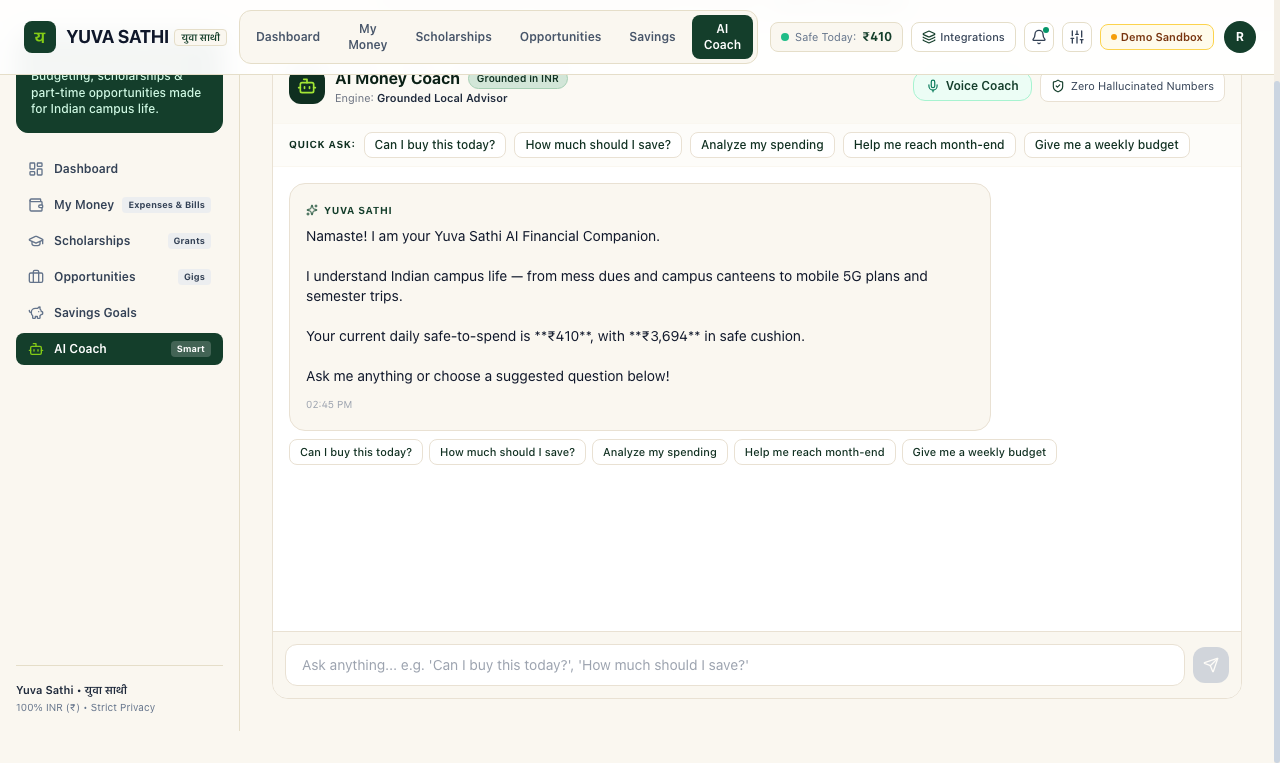 य YUVA SATHI युवा साथी
Dashboard
My Money
Scholarships
Opportunities
Savings
AI Coach
Safe Today: ₹410
Integrations
Demo Sandbox
R
Budgeting, scholarships &
part-time opportunities made
for Indian campus life.
Dashboard
My Money Expenses & Bills
Scholarships Grants
Opportunities Gigs
Savings Goals
AI Coach Smart
Yuva Sathi • युवा साथी
100% INR (₹) • Strict Privacy
AI Money Coach Grounded in INR
Engine: Grounded Local Advisor
Voice Coach
Zero Hallucinated Numbers
QUICK ASK: Can I buy this today? How much should I save? Analyze my spending Help me reach month-end Give me a weekly budget
YUVA SATHI
Namaste! I am your Yuva Sathi AI Financial Companion.
I understand Indian campus life — from mess dues and campus canteens to mobile 5G plans and
semester trips.
Your current daily safe-to-spend is **₹410**, with **₹3,694** in safe cushion.
Ask me anything or choose a suggested question below!
02:45 PM
Can I buy this today? How much should I save? Analyze my spending Help me reach month-end Give me a weekly budget
Ask anything... e.g. 'Can I buy this today?', 'How much should I save?'